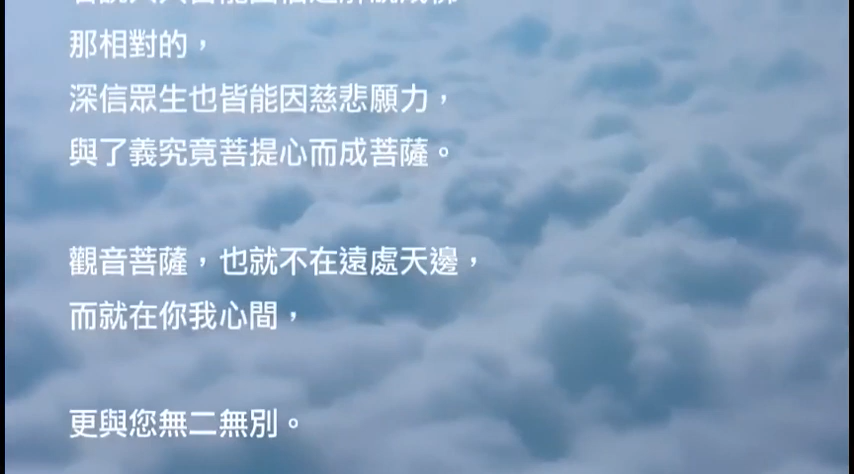 那相對的，
深信眾生也皆能因慈悲願力，
與了義究竟菩提心而成菩薩。
觀音菩薩，也就不在遠處天邊，
而就在你我心間，
更與您無二無別。